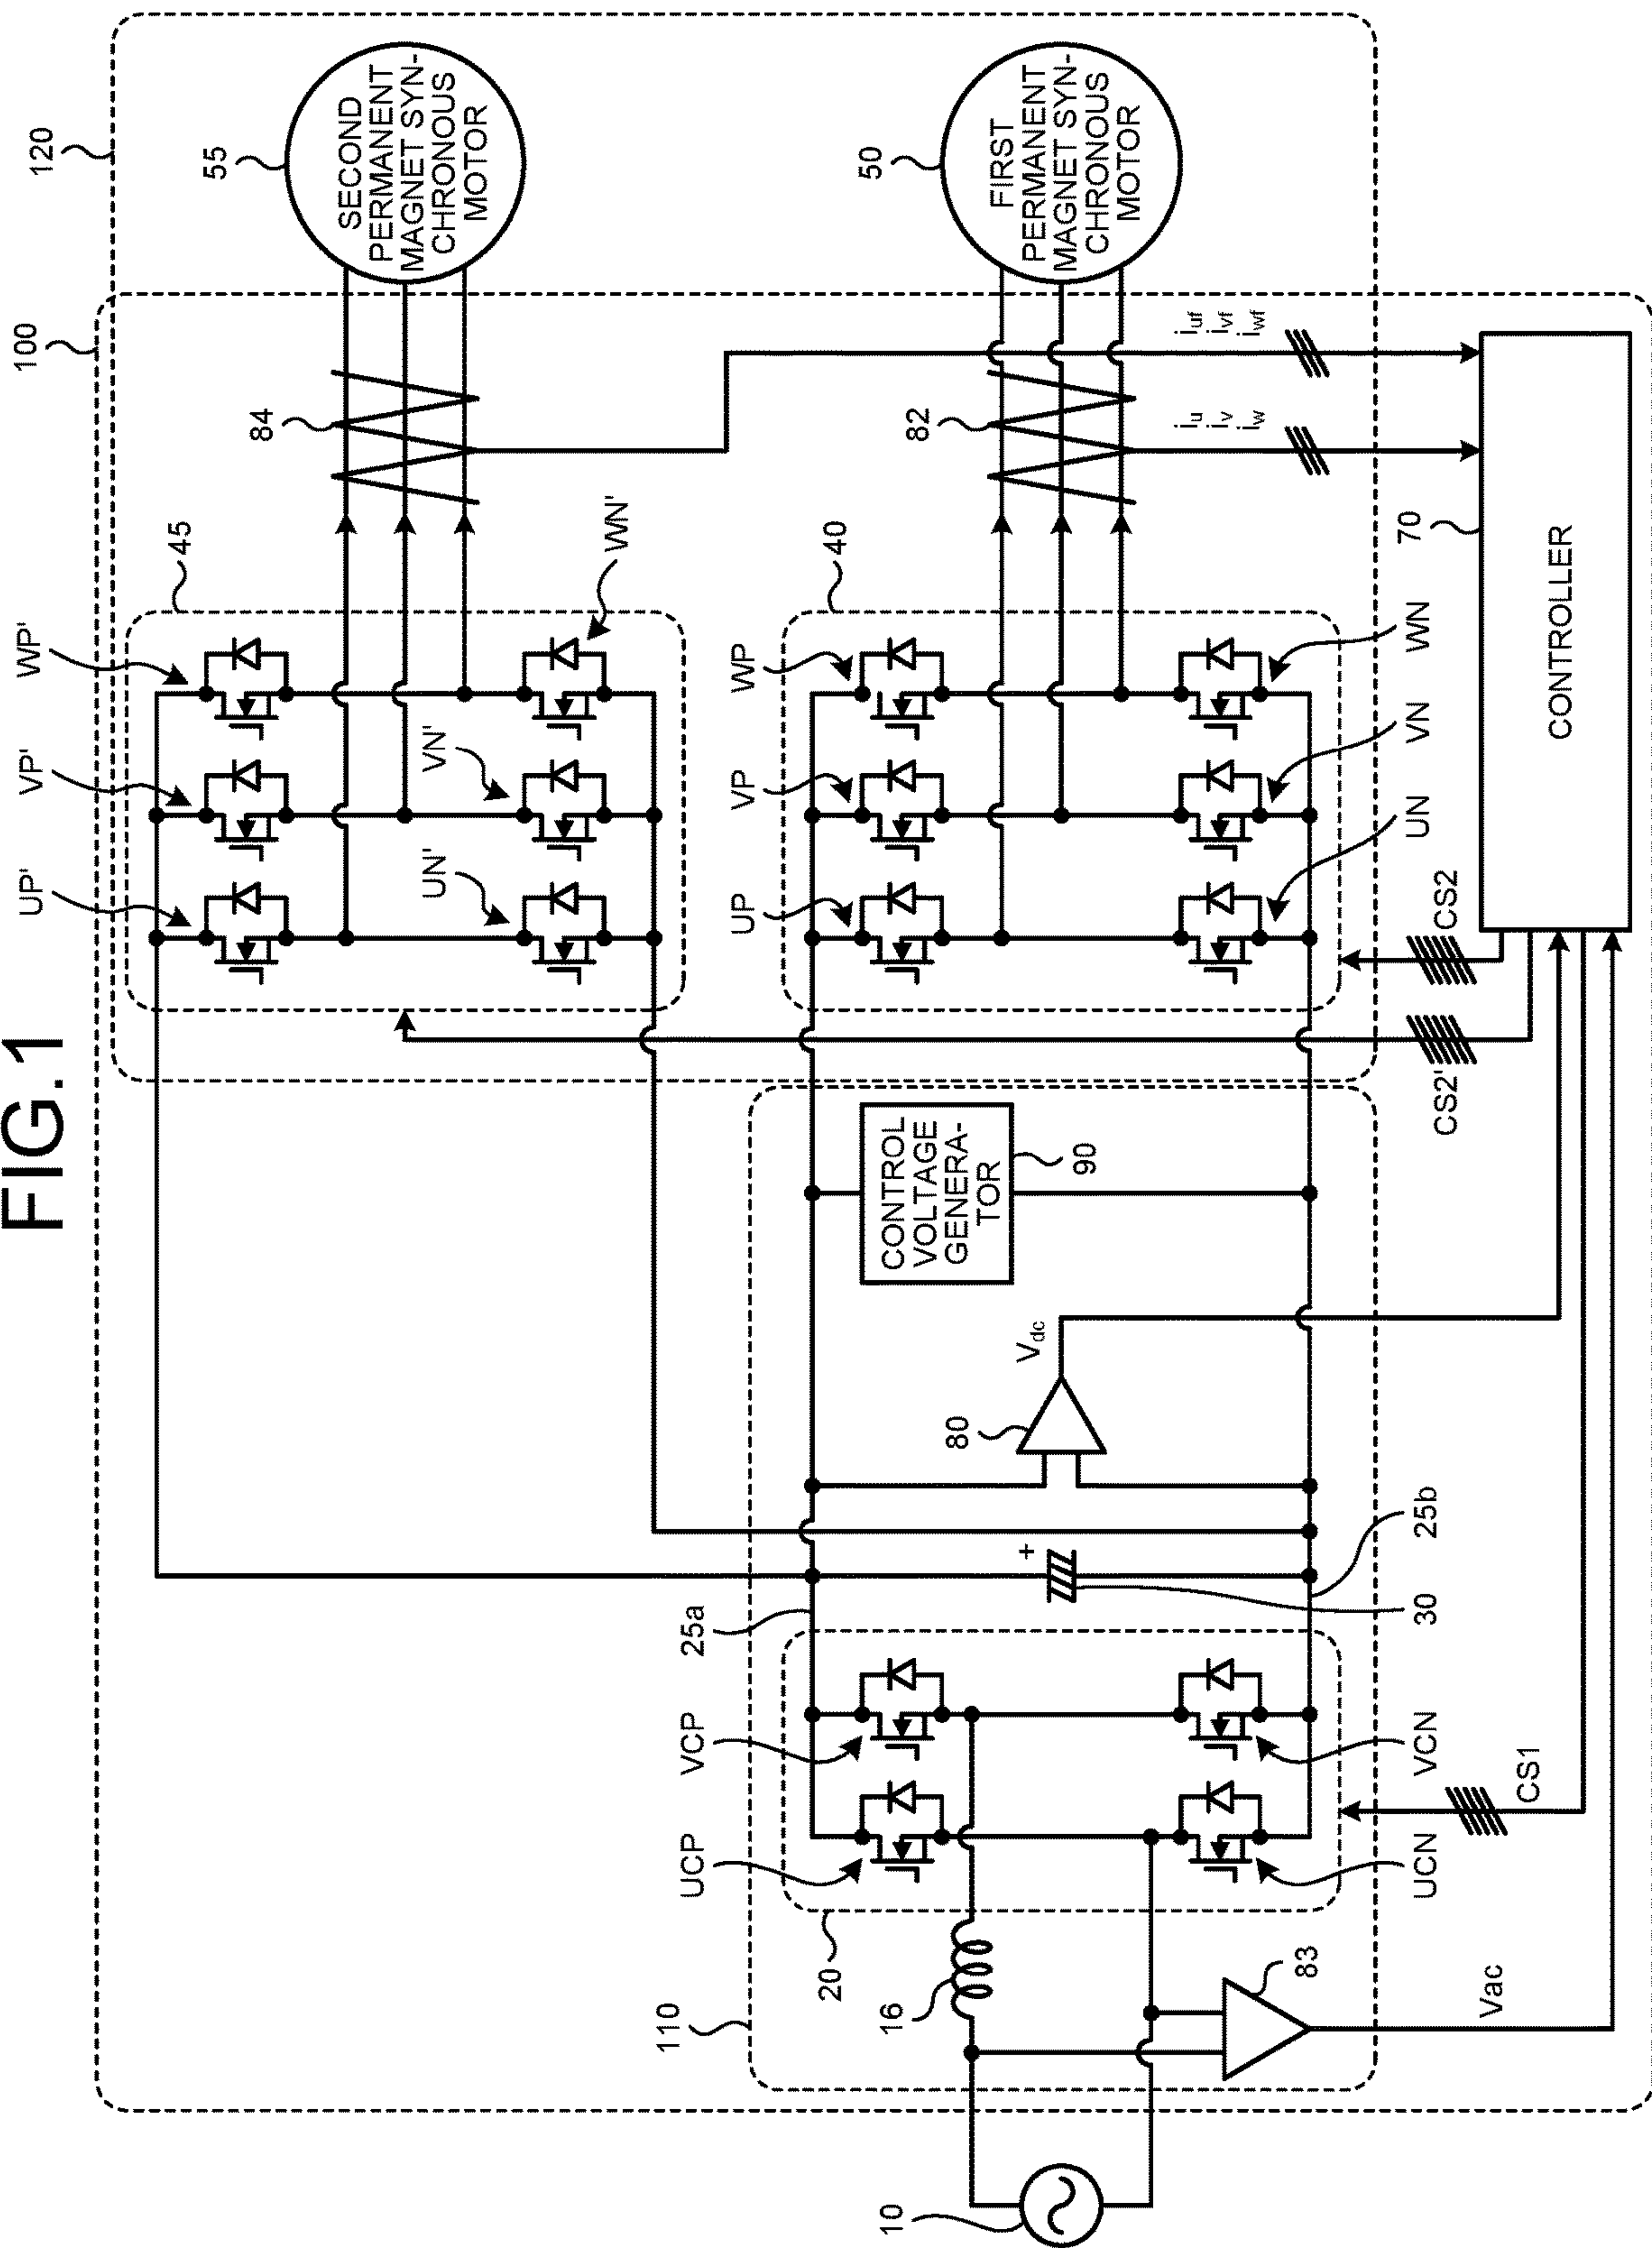 FIG.1
100
120
UP'
VP'
WP'
45
84
55
SECOND
PERMANENT
MAGNET SYN-
CHRONOUS
MOTOR
UN'
VN'
WN'
110
20
UCP
VCP
25a
UP
VP
WP
40
82
50
FIRST
PERMANENT
MAGNET SYN-
CHRONOUS
MOTOR
10
16
80
Vdc
+
CONTROL
VOLTAGE
GENERA-
TOR
90
83
UCN
VCN
30
25b
UN
VN
WN
Vac
CS1
CS2'
CS2
iu
iv
iw
iuf
ivf
iwf
70
CONTROLLER